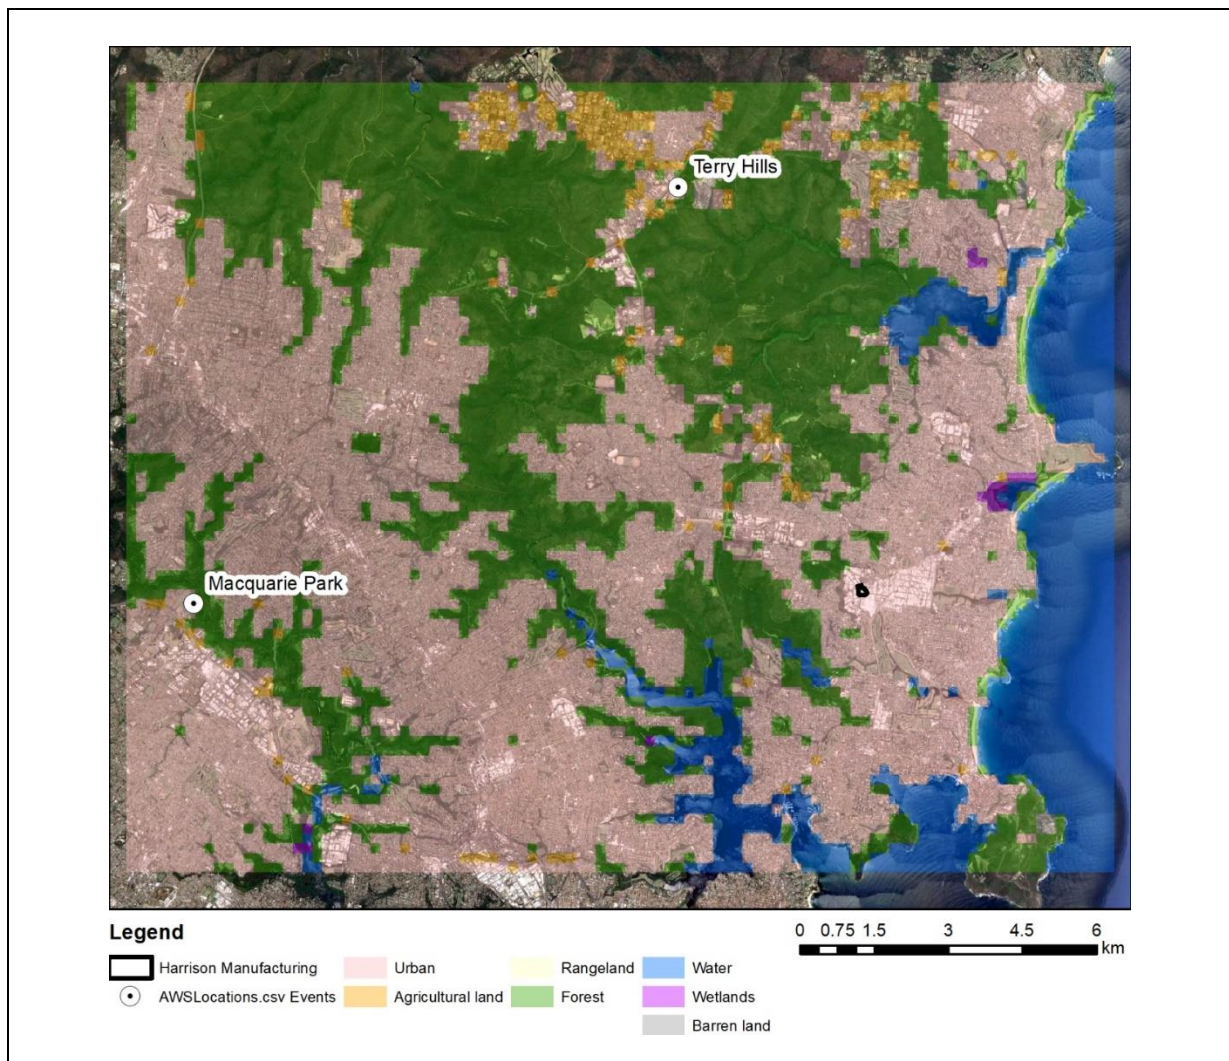 Terry Hills
Macquarie Park
Legend
Harrison Manufacturing
AWSLocations.csv Events
Urban
Agricultural land
Rangeland
Forest
Water
Wetlands
Barren land
0 0.75 1.5 3 4.5 6
km